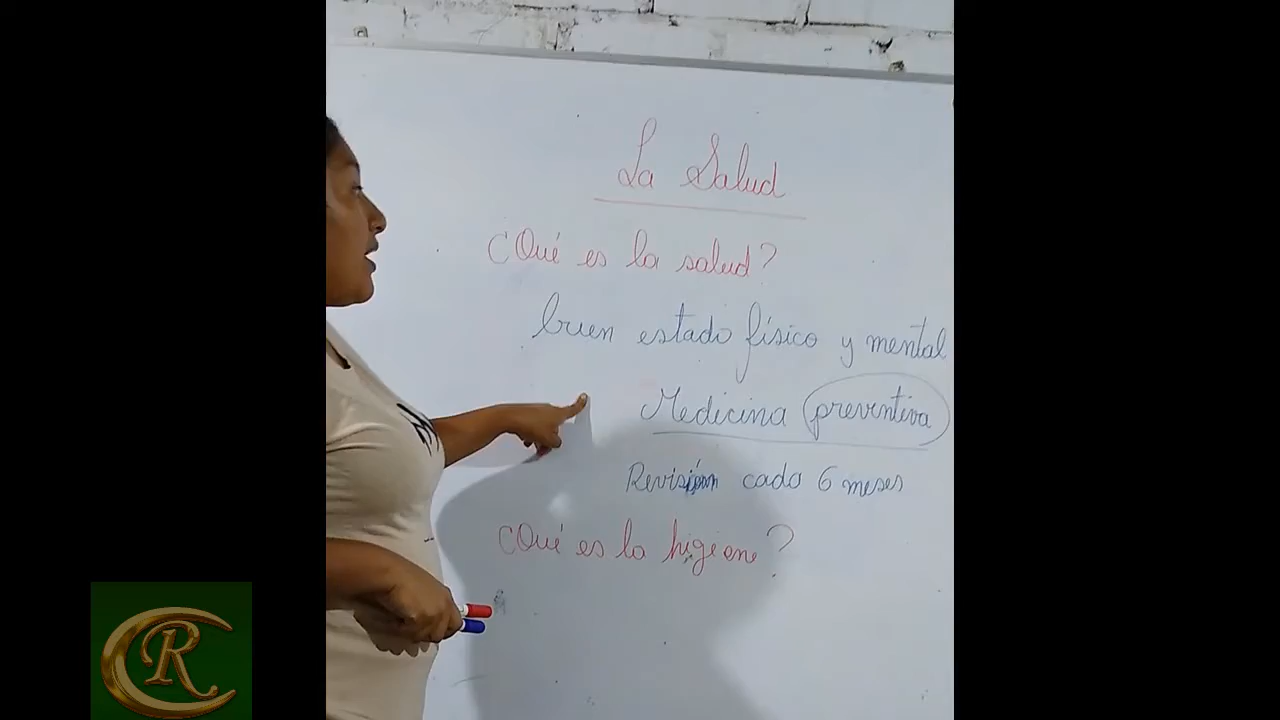 La Salud
¿Qué es la salud?
buen estado físico y mental
Medicina preventiva
Revisión cada 6 meses
¿Qué es la higiene?
CR